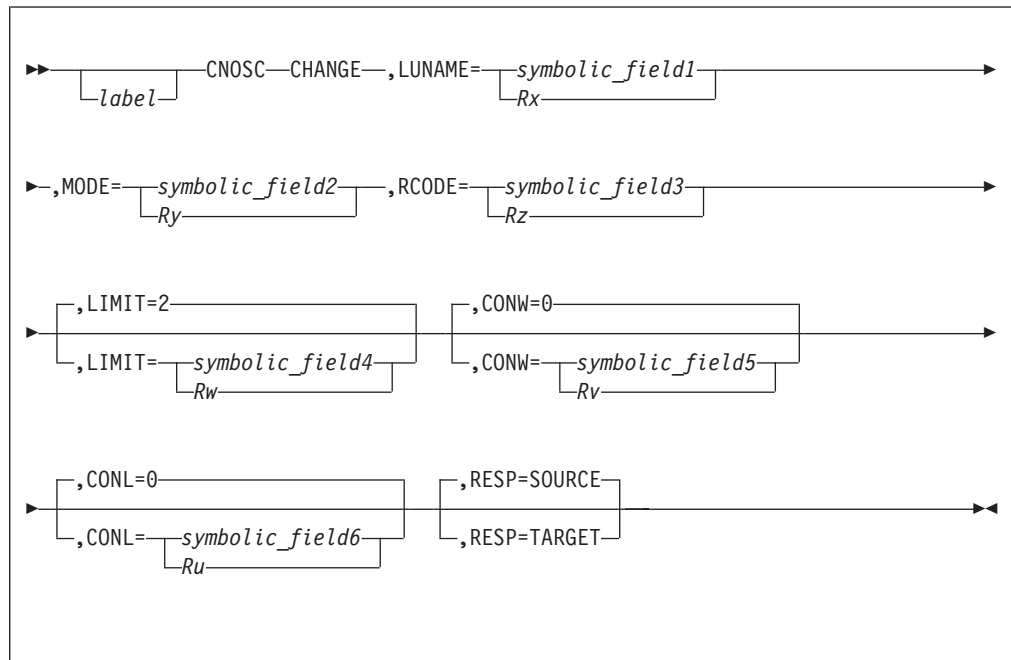 CNOSC CHANGE ,LUNAME= symbolic_field1
label Rx
,MODE= symbolic_field2 ,RCODE= symbolic_field3
Ry Rz
,LIMIT=2 ,CONW=0
,LIMIT= symbolic_field4 ,CONW= symbolic_field5
Rw Rv
,CONL=0 ,RESP=SOURCE
,CONL= symbolic_field6 ,RESP=TARGET
Ru